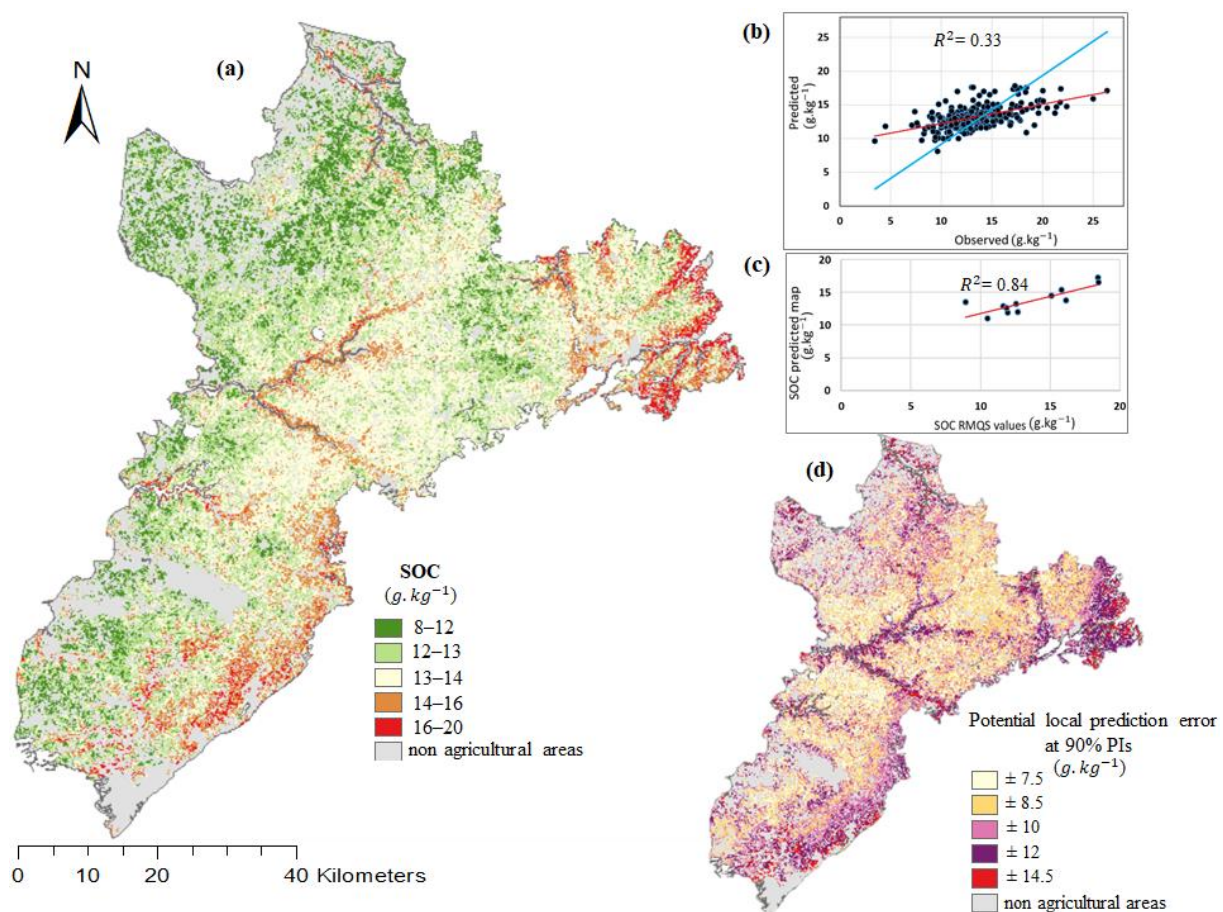 N
(a)
SOC
(g.kg⁻¹)
8–12
12–13
13–14
14–16
16–20
non agricultural areas
0 20 40 Kilometers
(b)
R² = 0.33
Predicted
(g.kg⁻¹)
25
20
15
10
5
0
0 5 10 15 20 25
Observed (g.kg⁻¹)
(c)
R² = 0.84
SOC predicted map
(g.kg⁻¹)
20
15
10
5
0
0 5 10 15 20
SOC RMQS values (g.kg⁻¹)
(d)
Potential local prediction error
at 90% PIs
(g.kg⁻¹)
± 7.5
± 8.5
± 10
± 12
± 14.5
non agricultural areas